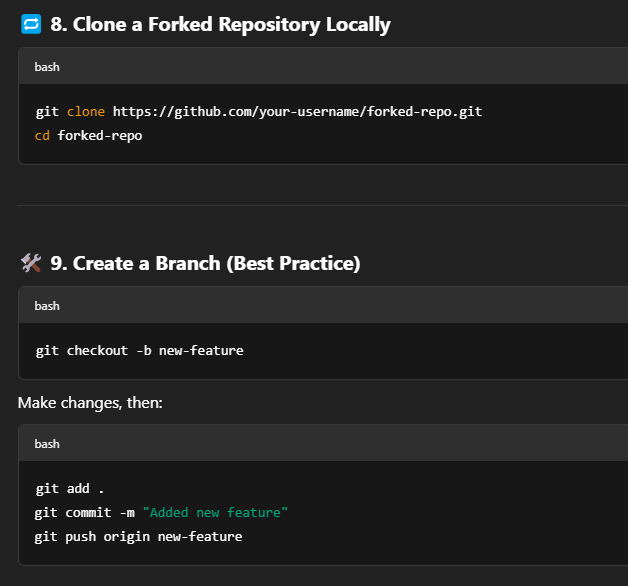 🔁 8. Clone a Forked Repository Locally
bash
git clone https://github.com/your-username/forked-repo.git
cd forked-repo
🛠️ 9. Create a Branch (Best Practice)
bash
git checkout -b new-feature
Make changes, then:
bash
git add .
git commit -m "Added new feature"
git push origin new-feature